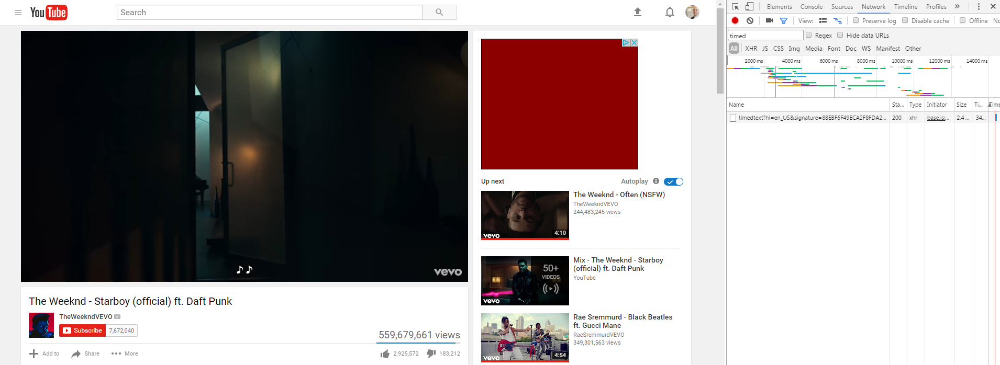 YouTube
Search
♪ ♪
vevo
The Weeknd - Starboy (official) ft. Daft Punk
TheWeekndVEVO
Subscribe 7,672,040
559,679,661 views
Add to Share More
2,925,572 183,212
Up next Autoplay
The Weeknd - Often (NSFW)
TheWeekndVEVO
244,483,245 views
4:10
vevo
Mix - The Weeknd - Starboy
(official) ft. Daft Punk
YouTube
50+
VIDEOS
vevo
Rae Sremmurd - Black Beatles
ft. Gucci Mane
RaeSremmurdVEVO
349,301,563 views
4:54
vevo
Elements Console Sources Network Timeline Profiles »
View: Preserve log Disable cache Offline No
timed Regex Hide data URLs
All XHR JS CSS Img Media Font Doc WS Manifest Other
2000 ms 4000 ms 6000 ms 8000 ms 10000 ms 12000 ms 14000 ms
Name Sta... Type Initiator Size Ti... Time
timedtext?hl=en_US&signature=88EBF6F49ECA2F8FDA2... 200 xhr base.js:... 2.4 ... 34...